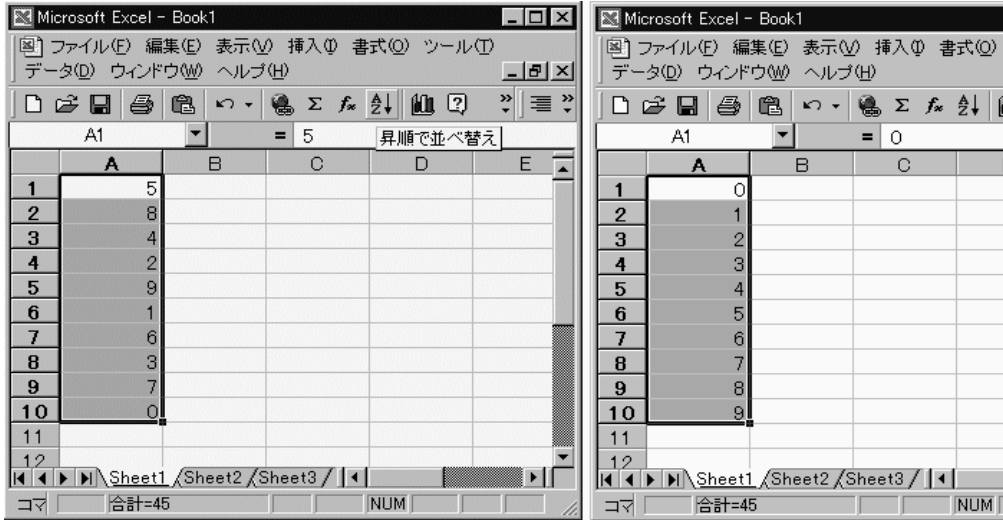 Microsoft Excel - Book1
ファイル(F) 編集(E) 表示(V) 挿入(I) 書式(O) ツール(T)
データ(D) ウィンドウ(W) ヘルプ(H)
A1 = 5
昇順で並べ替え
A B C D E
1 5
2 8
3 4
4 2
5 9
6 1
7 6
8 3
9 7
10 0
11
12
Sheet1 Sheet2 Sheet3
コマ 合計=45 NUM
Microsoft Excel - Book1
ファイル(F) 編集(E) 表示(V) 挿入(I) 書式(O)
データ(D) ウィンドウ(W) ヘルプ(H)
A1 = 0
A B C
1 0
2 1
3 2
4 3
5 4
6 5
7 6
8 7
9 8
10 9
11
12
Sheet1 Sheet2 Sheet3
コマ 合計=45 NUM